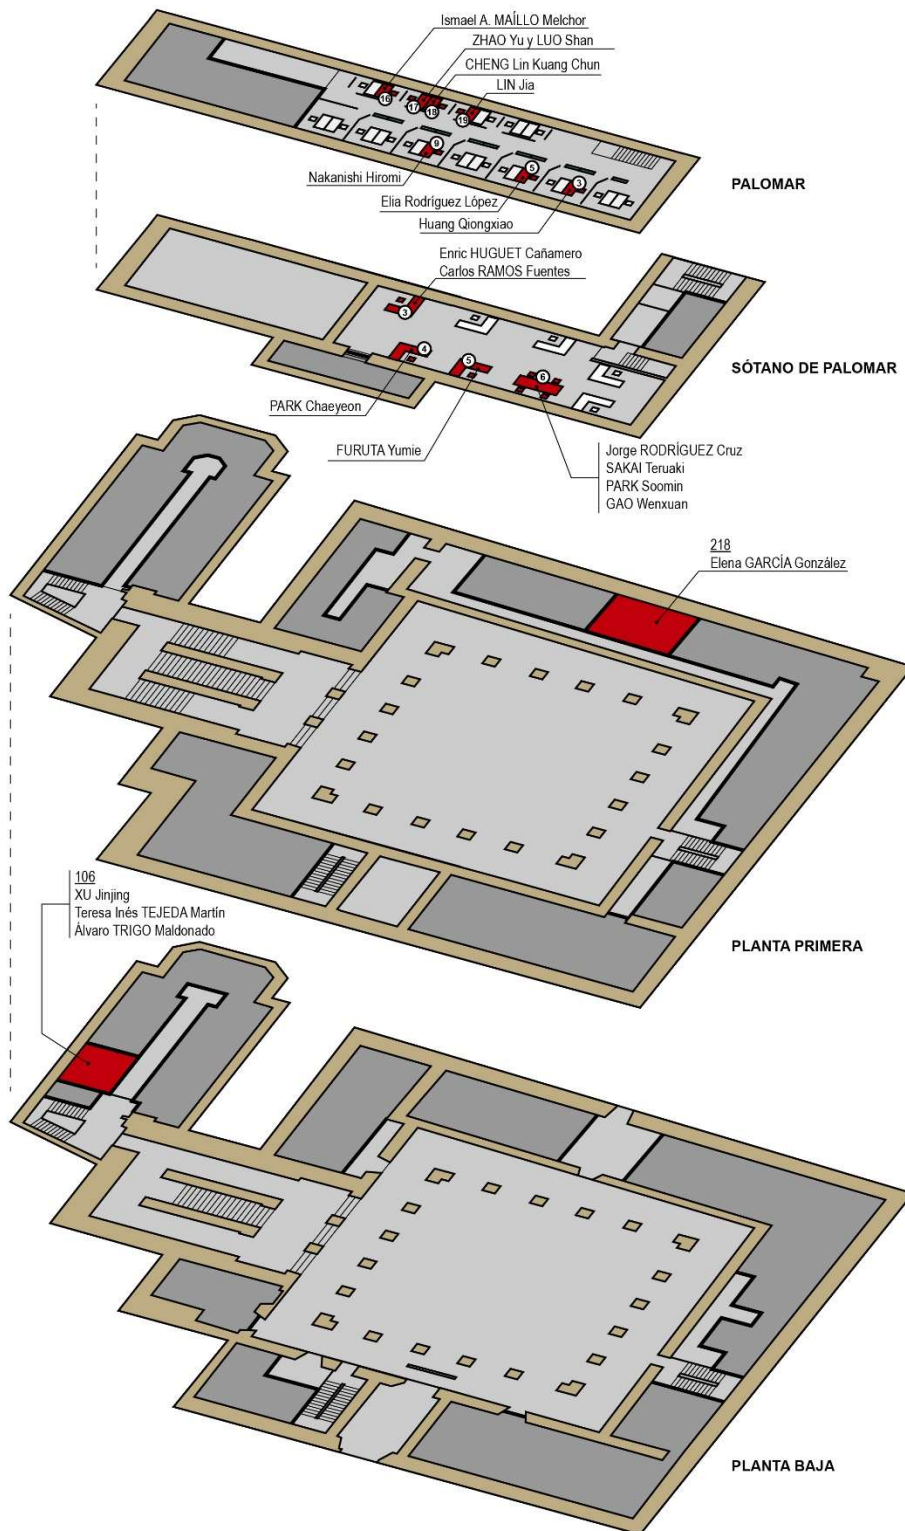 Ismael A. MAÍLLO Melchor
ZHAO Yu y LUO Shan
CHENG Lin Kuang Chun
LIN Jia
16
17
18
19
9
5
3
Nakanishi Hiromi
Elia Rodríguez López
Huang Qiongxiao
PALOMAR
Enric HUGUET Cañamero
Carlos RAMOS Fuentes
3
4
5
6
SÓTANO DE PALOMAR
PARK Chaeyeon
FURUTA Yumie
Jorge RODRÍGUEZ Cruz
SAKAI Teruaki
PARK Soomin
GAO Wenxuan
218
Elena GARCÍA González
PLANTA PRIMERA
106
XU Jinjing
Teresa Inés TEJEDA Martín
Álvaro TRIGO Maldonado
PLANTA BAJA